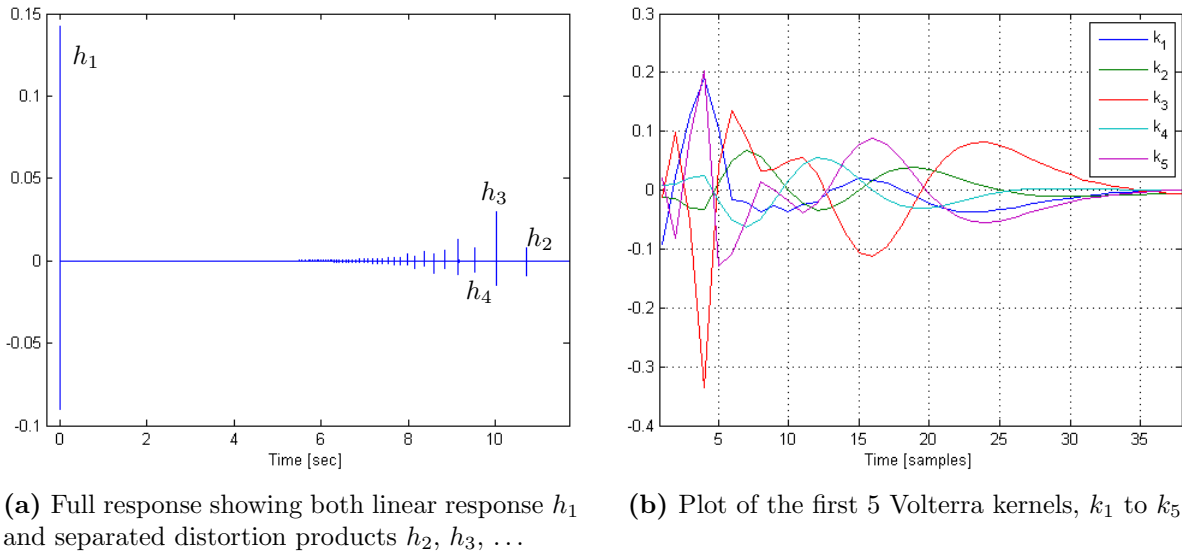 0.15
0.1
0.05
0
-0.05
-0.1
0 2 4 6 8 10
Time [sec]
h₁
h₃
h₂
h₄
0.3
0.2
0.1
0
-0.1
-0.2
-0.3
-0.4
5 10 15 20 25 30 35
Time [samples]
k₁
k₂
k₃
k₄
k₅
(a) Full response showing both linear response h₁
and separated distortion products h₂, h₃, …
(b) Plot of the first 5 Volterra kernels, k₁ to k₅